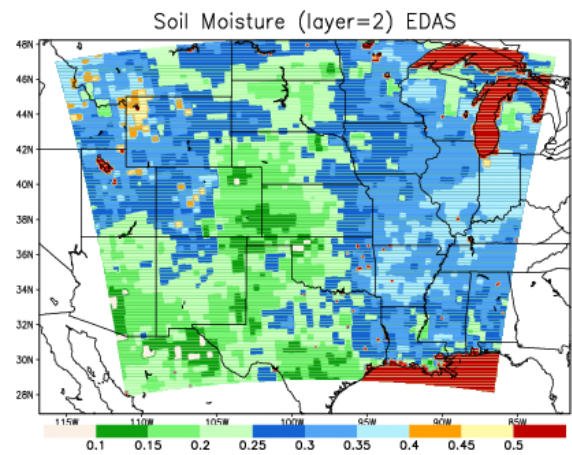 Soil Moisture (layer=2) EDAS
48N
46N
44N
42N
40N
38N
36N
34N
32N
30N
28N
115W 110W 105W 100W 95W 90W 85W
0.1 0.15 0.2 0.25 0.3 0.35 0.4 0.45 0.5